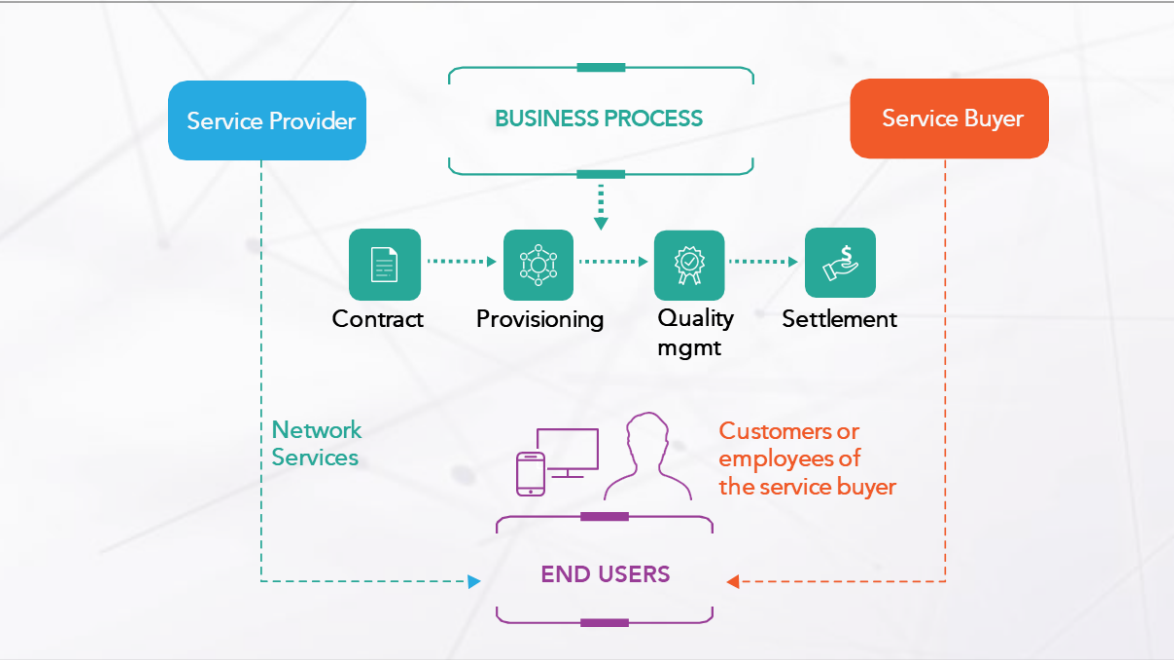 Service Provider
BUSINESS PROCESS
Service Buyer
Contract
Provisioning
Quality
mgmt
Settlement
Network
Services
Customers or
employees of
the service buyer
END USERS